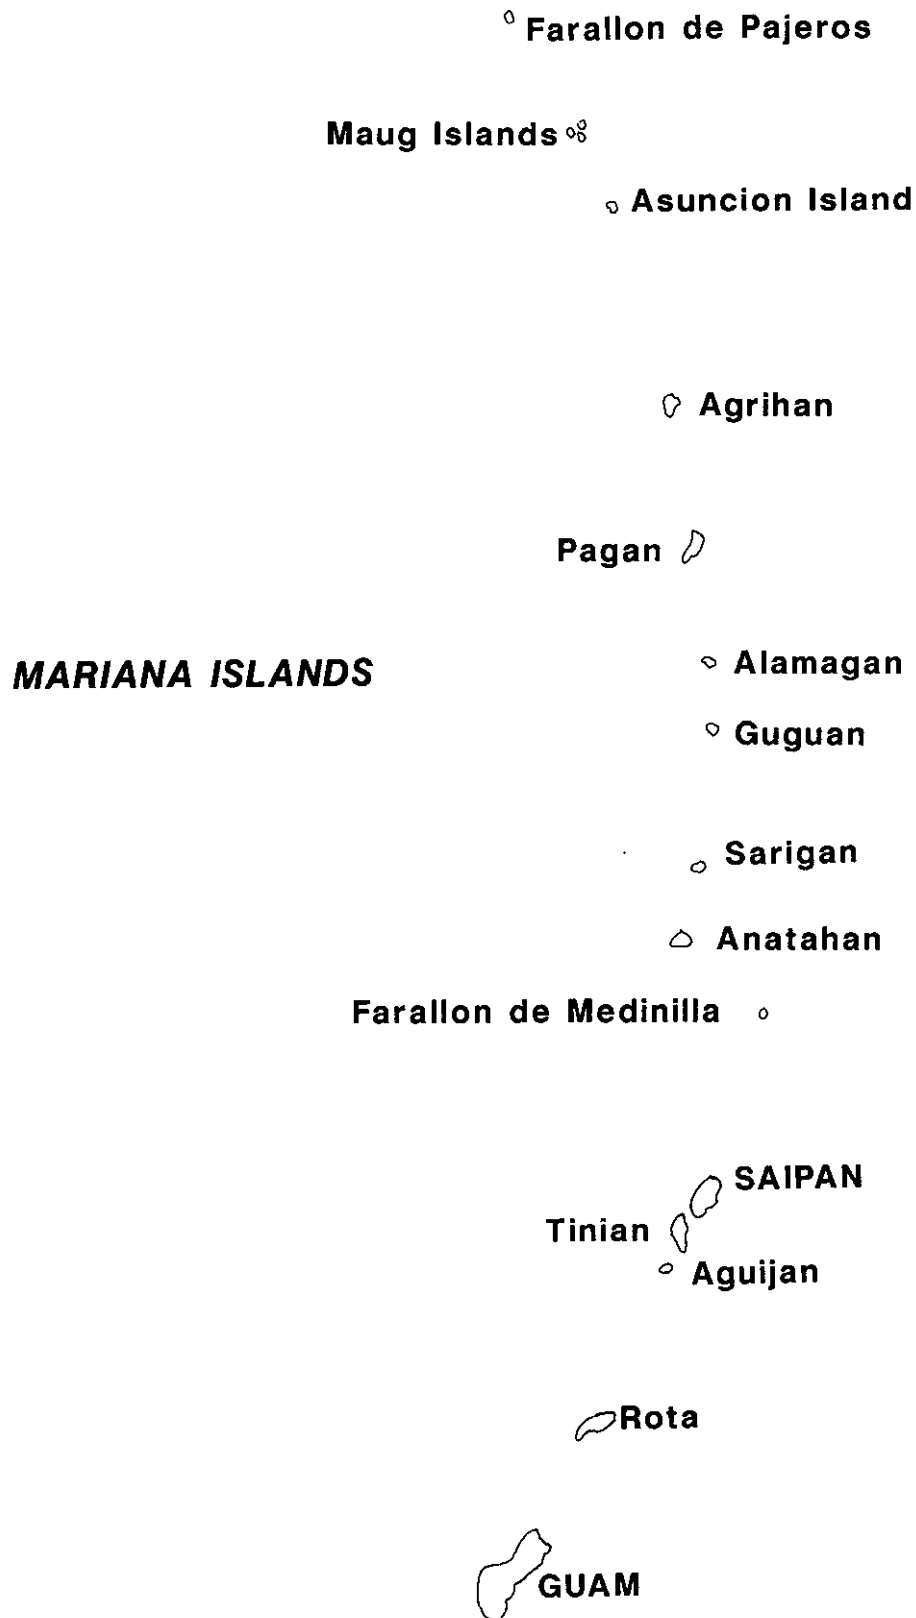 Farallon de Pajeros
Maug Islands
Asuncion Island
Agrihan
Pagan
MARIANA ISLANDS
Alamagan
Guguan
Sarigan
Anatahan
Farallon de Medinilla
SAIPAN
Tinian
Aguijan
Rota
GUAM